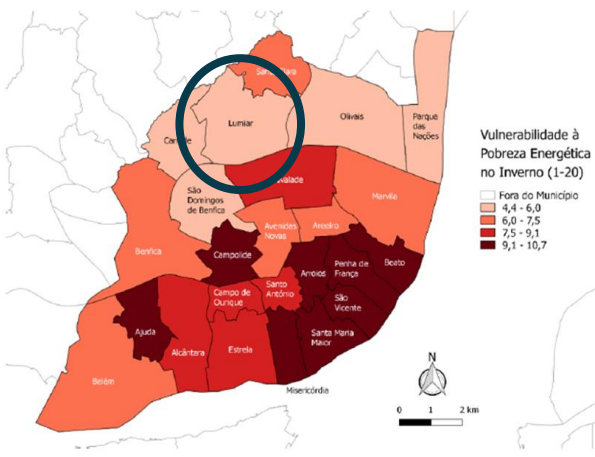 Santa Clara
Lumiar
Olivais
Parque
das
Nações
Carnide
Alvalade
São
Domingos
de Benfica
Marvila
Avenidas
Novas
Areeiro
Benfica
Campolide
Arroios
Penha de
França
Beato
Campo de
Ourique
Santo
António
São
Vicente
Ajuda
Alcântara
Estrela
Santa Maria
Maior
Belém
Misericórdia
Vulnerabilidade à
Pobreza Energética
no Inverno (1-20)
Fora do Município
4,4 - 6,0
6,0 - 7,5
7,5 - 9,1
9,1 - 10,7
N
0 1 2 km